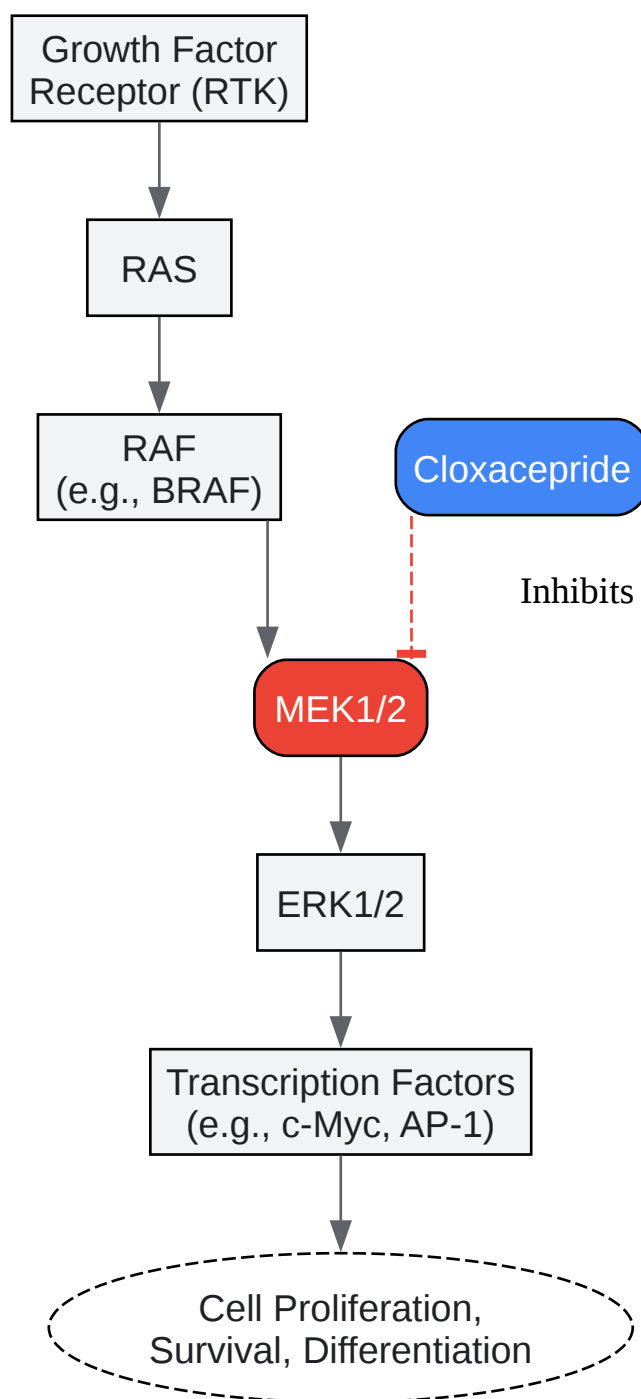 Growth Factor
Receptor (RTK)
RAS
RAF
(e.g., BRAF)
Cloxacepride
Inhibits
MEK1/2
ERK1/2
Transcription Factors
(e.g., c-Myc, AP-1)
Cell Proliferation,
Survival, Differentiation